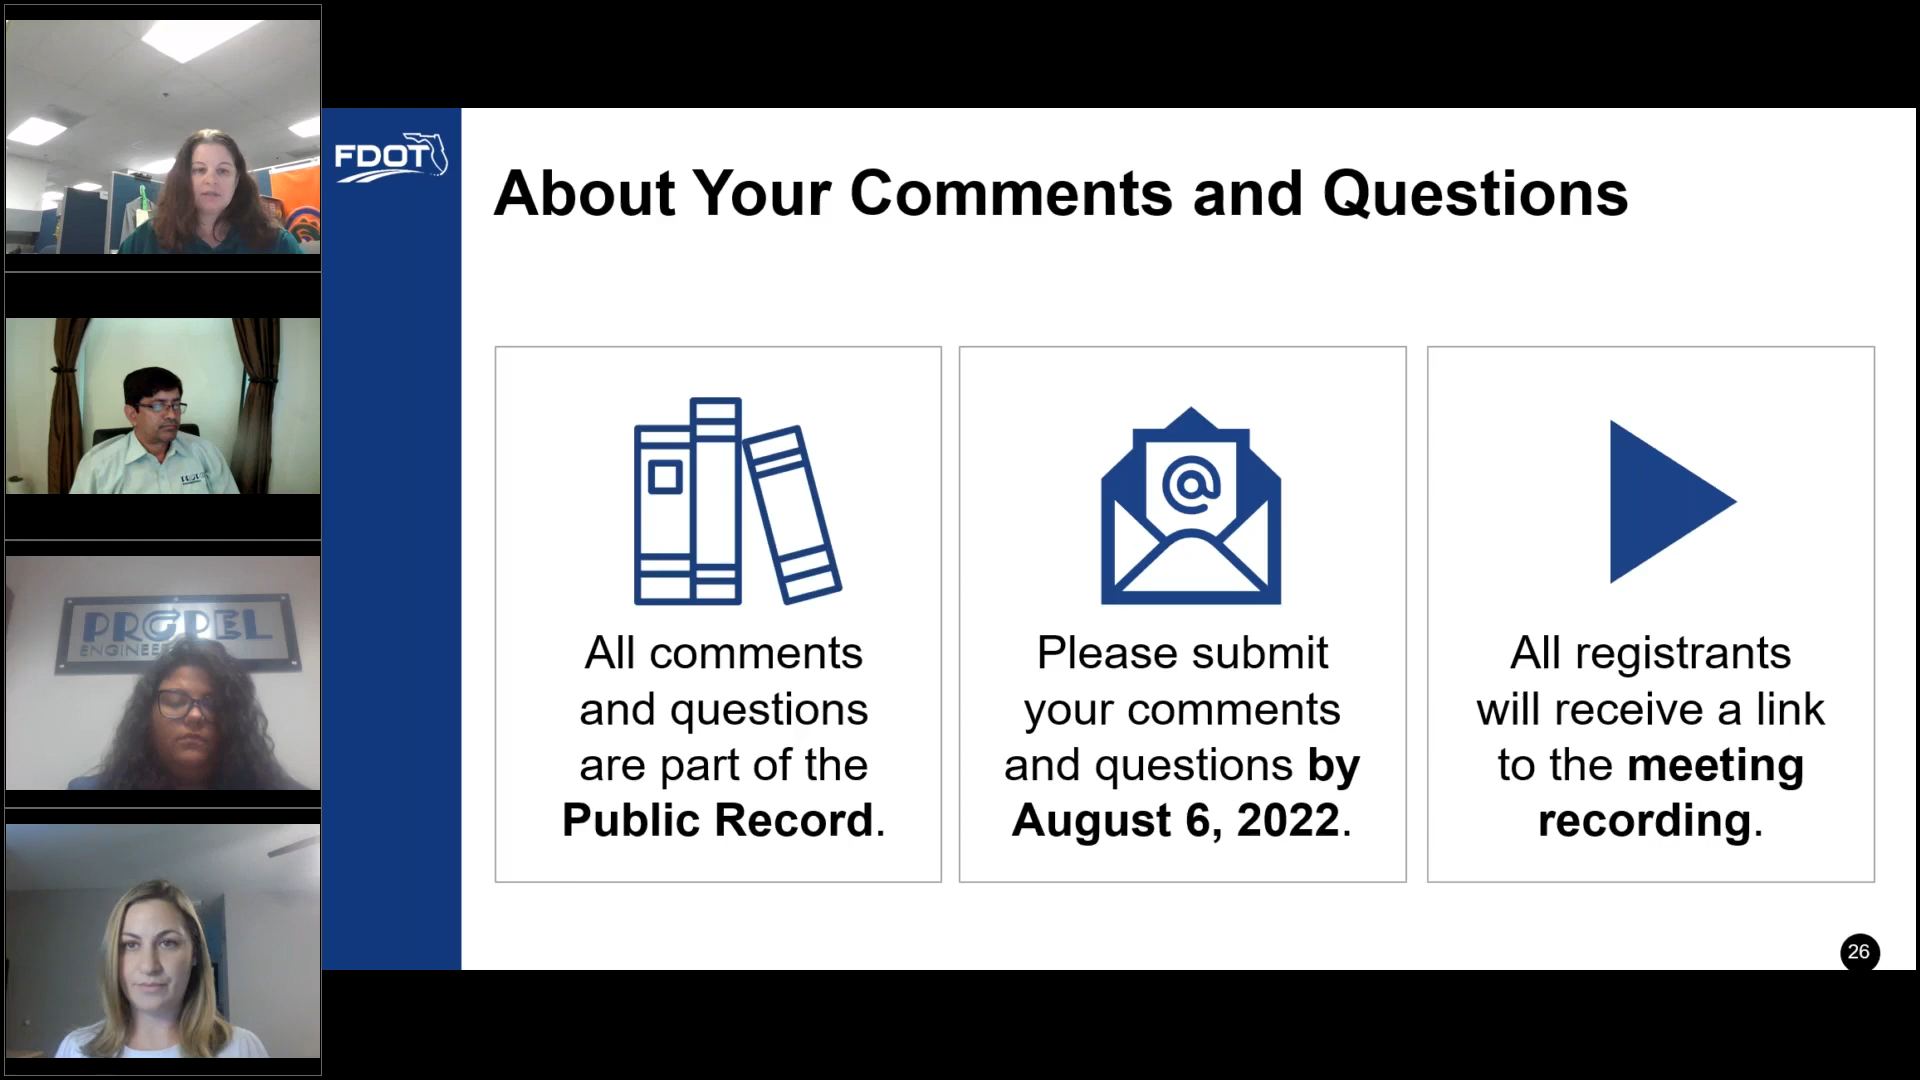 FDOT
About Your Comments and Questions
All comments
and questions
are part of the
Public Record.
@
Please submit
your comments
and questions by
August 6, 2022.
All registrants
will receive a link
to the meeting
recording.
26
PROPEL